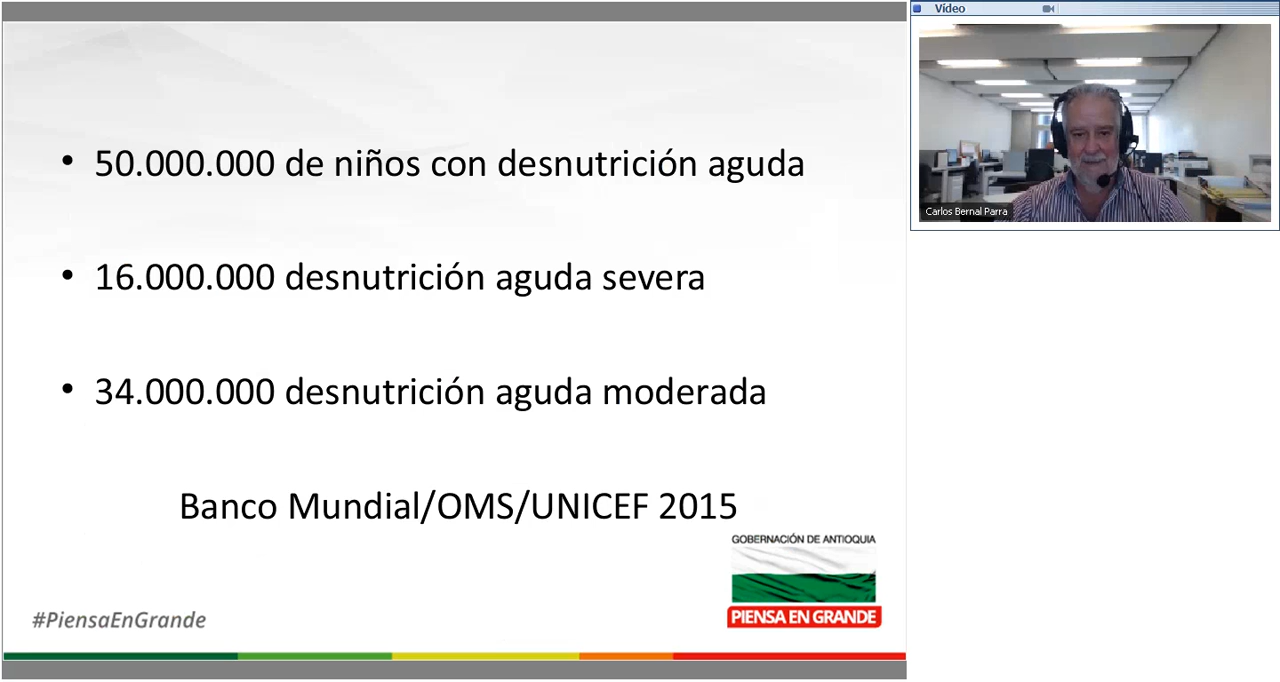 Vídeo
• 50.000.000 de niños con desnutrición aguda
• 16.000.000 desnutrición aguda severa
• 34.000.000 desnutrición aguda moderada
Banco Mundial/OMS/UNICEF 2015
GOBERNACIÓN DE ANTIOQUIA
PIENSA EN GRANDE
#PiensaEnGrande
Carlos Bernal Parra